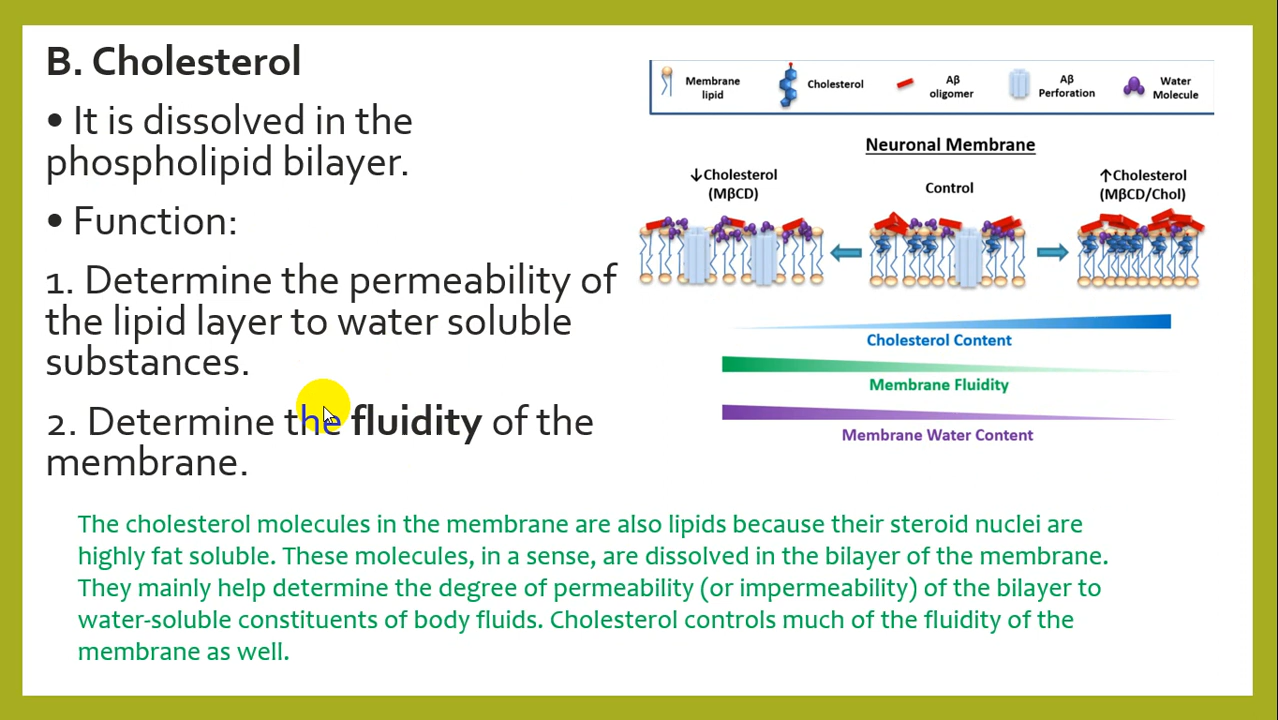 B. Cholesterol
• It is dissolved in the
phospholipid bilayer.
• Function:
1. Determine the permeability of
the lipid layer to water soluble
substances.
2. Determine the fluidity of the
membrane.
Membrane
lipid
Cholesterol
Aβ
oligomer
Aβ
Perforation
Water
Molecule
Neuronal Membrane
↓Cholesterol
(MβCD)
Control
↑Cholesterol
(MβCD/Chol)
Cholesterol Content
Membrane Fluidity
Membrane Water Content
The cholesterol molecules in the membrane are also lipids because their steroid nuclei are
highly fat soluble. These molecules, in a sense, are dissolved in the bilayer of the membrane.
They mainly help determine the degree of permeability (or impermeability) of the bilayer to
water-soluble constituents of body fluids. Cholesterol controls much of the fluidity of the
membrane as well.